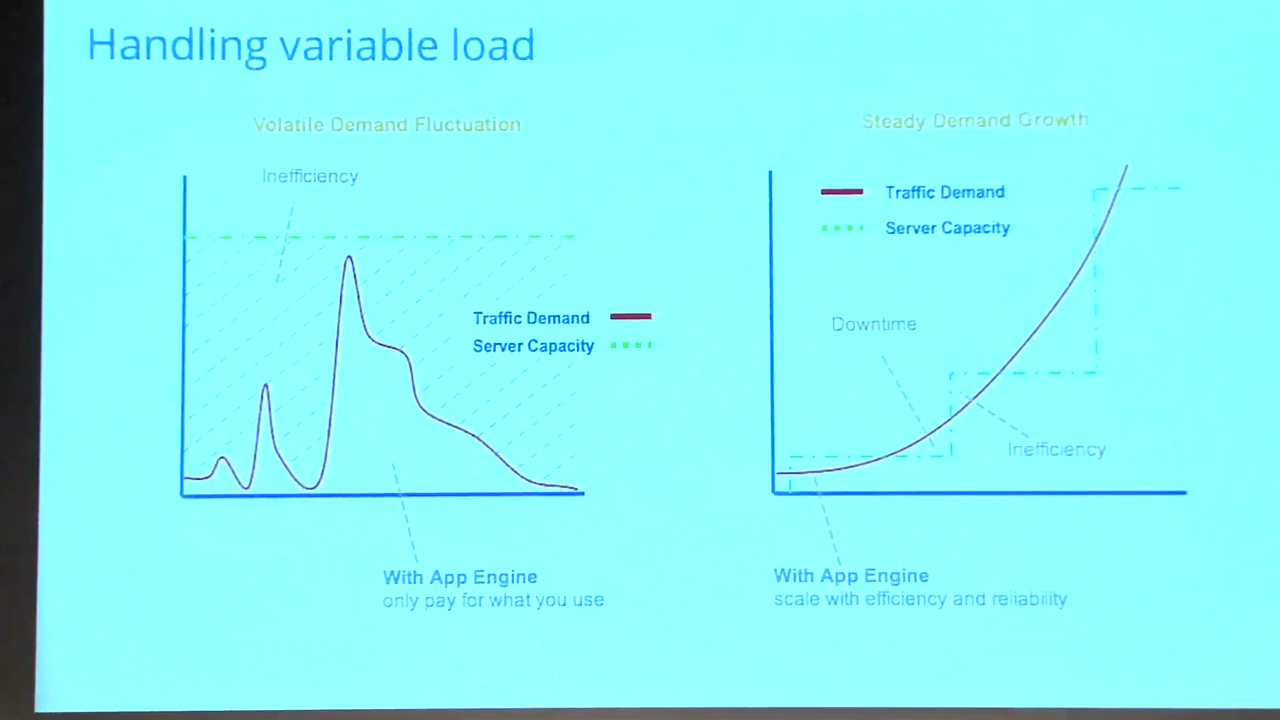 Handling variable load
Volatile Demand Fluctuation
Inefficiency
Traffic Demand
Server Capacity
With App Engine
only pay for what you use
Steady Demand Growth
Traffic Demand
Server Capacity
Downtime
Inefficiency
With App Engine
scale with efficiency and reliability